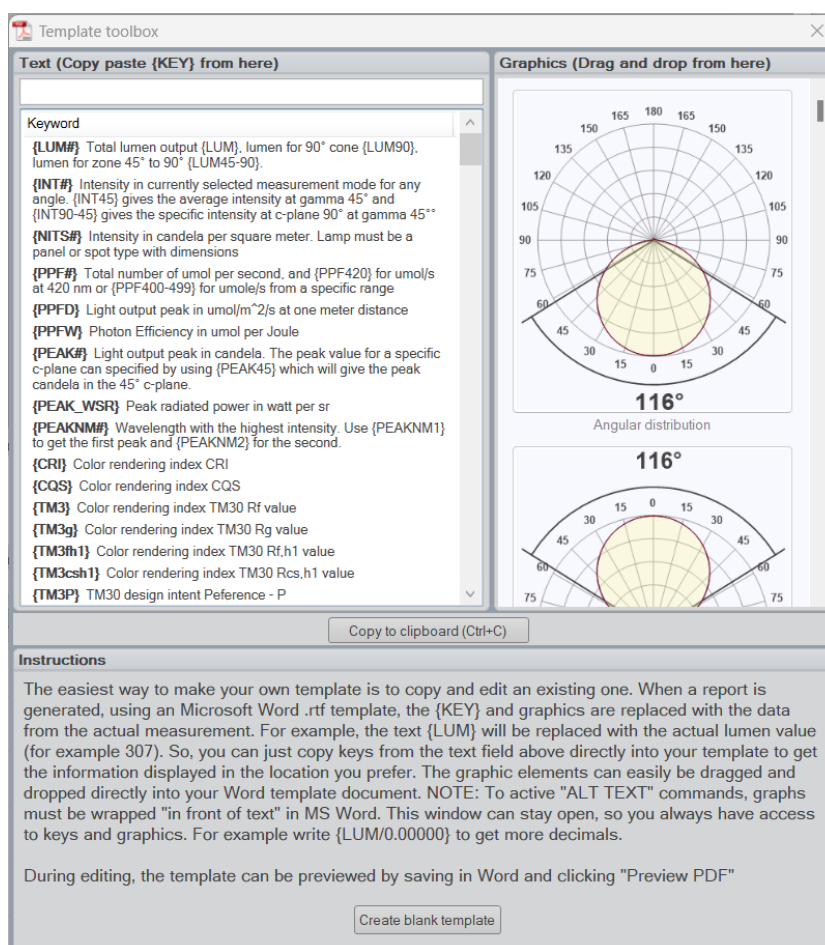 Template toolbox
Text (Copy paste {KEY} from here)
Keyword
{LUM#} Total lumen output {LUM}, lumen for 90° cone {LUM90},
lumen for zone 45° to 90° {LUM45-90}.
{INT#} Intensity in currently selected measurement mode for any
angle. {INT45} gives the average intensity at gamma 45° and
{INT90-45} gives the specific intensity at c-plane 90° at gamma 45°°
{NITS#} Intensity in candela per square meter. Lamp must be a
panel or spot type with dimensions
{PPF#} Total number of umol per second, and {PPF420} for umol/s
at 420 nm or {PPF400-499} for umole/s from a specific range
{PPFD} Light output peak in umol/m^2/s at one meter distance
{PPFW} Photon Efficiency in umol per Joule
{PEAK#} Light output peak in candela. The peak value for a specific
c-plane can specified by using {PEAK45} which will give the peak
candela in the 45° c-plane.
{PEAK_WSR} Peak radiated power in watt per sr
{PEAKNM#} Wavelength with the highest intensity. Use {PEAKNM1}
to get the first peak and {PEAKNM2} for the second.
{CRI} Color rendering index CRI
{CQS} Color rendering index CQS
{TM3} Color rendering index TM30 Rf value
{TM3g} Color rendering index TM30 Rg value
{TM3fh1} Color rendering index TM30 Rf,h1 value
{TM3csh1} Color rendering index TM30 Rcs,h1 value
{TM3P} TM30 design intent Peference - P
Graphics (Drag and drop from here)
165 180 165
150 150
135 135
120 120
105 105
90 90
75 75
60 60
45 45
30 15 0 15 30
116°
Angular distribution
116°
30 15 0 15 30
45 45
60 60
75 75
Copy to clipboard (Ctrl+C)
Instructions
The easiest way to make your own template is to copy and edit an existing one. When a report is
generated, using an Microsoft Word .rtf template, the {KEY} and graphics are replaced with the data
from the actual measurement. For example, the text {LUM} will be replaced with the actual lumen value
(for example 307). So, you can just copy keys from the text field above directly into your template to get
the information displayed in the location you prefer. The graphic elements can easily be dragged and
dropped directly into your Word template document. NOTE: To active "ALT TEXT" commands, graphs
must be wrapped "in front of text" in MS Word. This window can stay open, so you always have access
to keys and graphics. For example write {LUM/0.00000} to get more decimals.
During editing, the template can be previewed by saving in Word and clicking "Preview PDF"
Create blank template